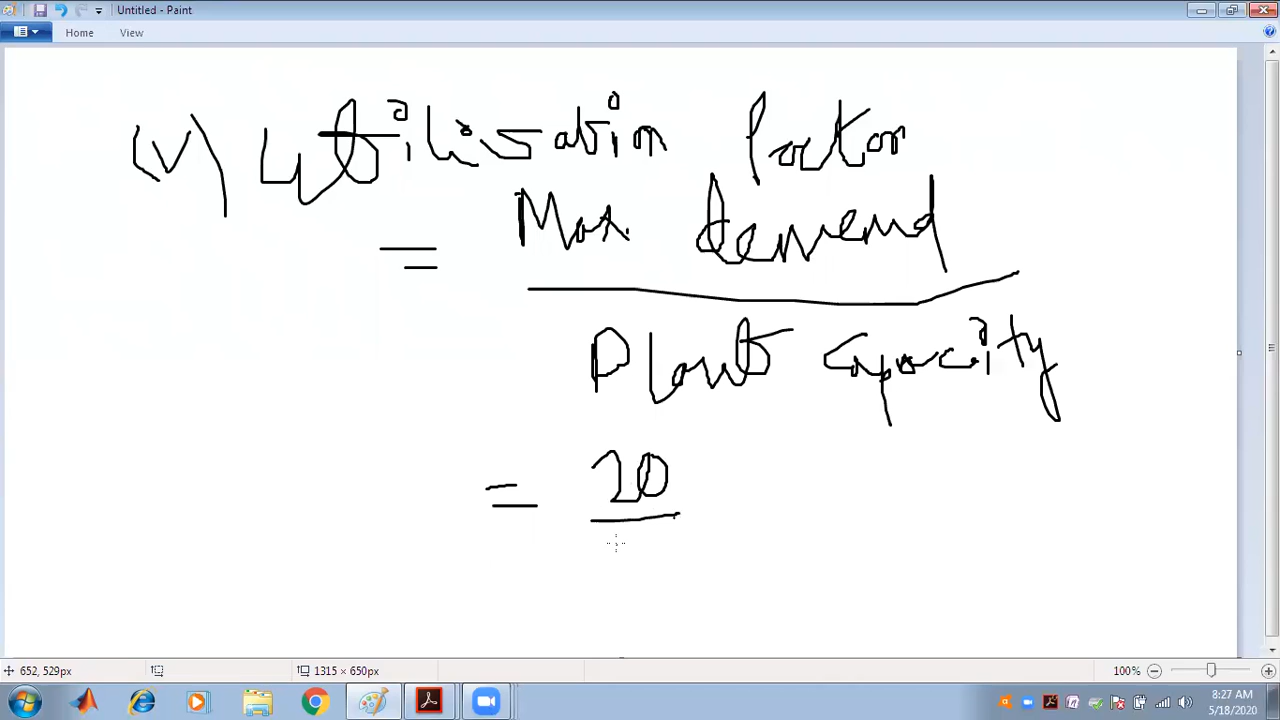 Untitled - Paint
Home View
(v) Utilisation factor
= Max. demand
Plant capacity
= 20
652, 529px
1315 × 650px
100%
8:27 AM
5/18/2020